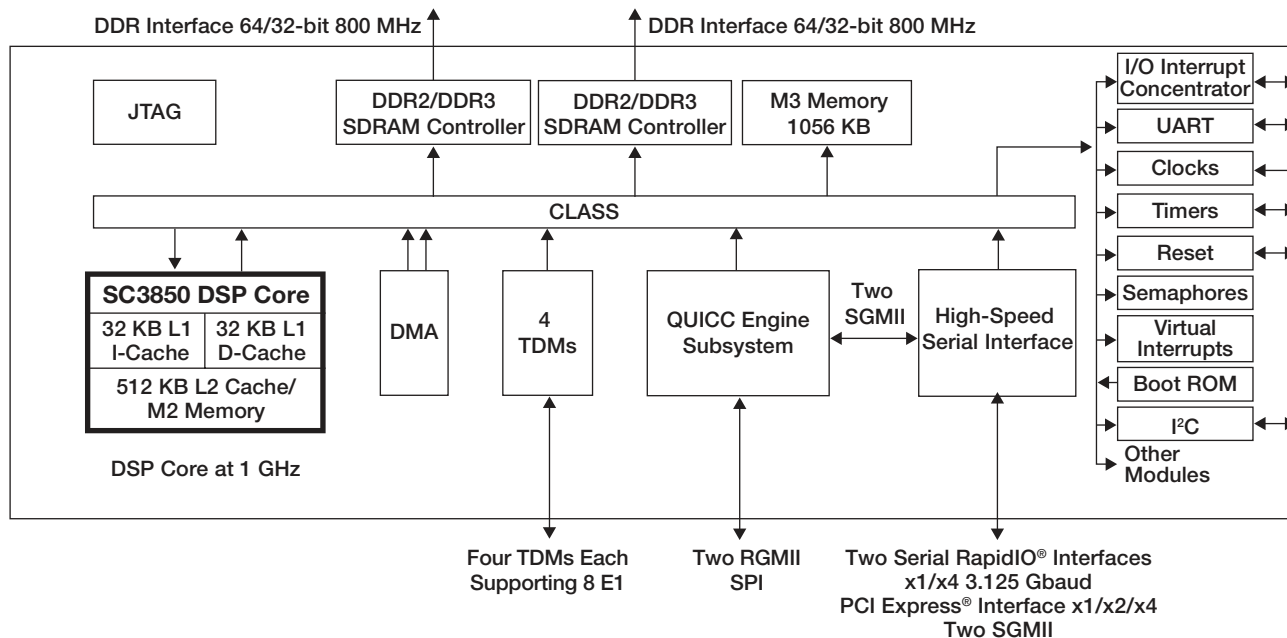 DDR Interface 64/32-bit 800 MHz
DDR Interface 64/32-bit 800 MHz
JTAG
DDR2/DDR3
SDRAM Controller
DDR2/DDR3
SDRAM Controller
M3 Memory
1056 KB
I/O Interrupt
Concentrator
UART
Clocks
Timers
Reset
Semaphores
Virtual
Interrupts
Boot ROM
I²C
Other
Modules
CLASS
SC3850 DSP Core
32 KB L1
I-Cache
32 KB L1
D-Cache
512 KB L2 Cache/
M2 Memory
DSP Core at 1 GHz
DMA
4
TDMs
QUICC Engine
Subsystem
Two
SGMII
High-Speed
Serial Interface
Four TDMs Each
Supporting 8 E1
Two RGMII
SPI
Two Serial RapidIO® Interfaces
x1/x4 3.125 Gbaud
PCI Express® Interface x1/x2/x4
Two SGMII